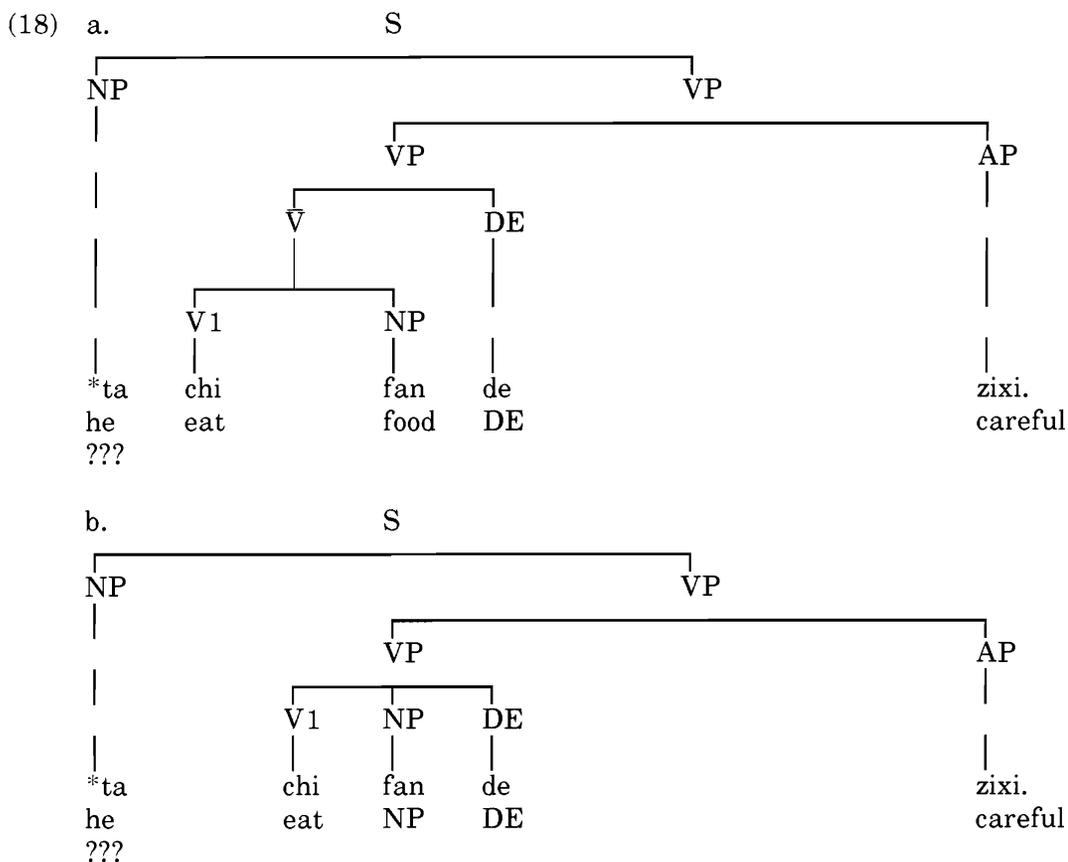 (18) a. S
NP VP
VP AP
V̄ DE
V1 NP
*ta chi fan de zixi.
he eat food DE careful
???
b. S
NP VP
VP AP
V1 NP DE
*ta chi fan de zixi.
he eat NP DE careful
???